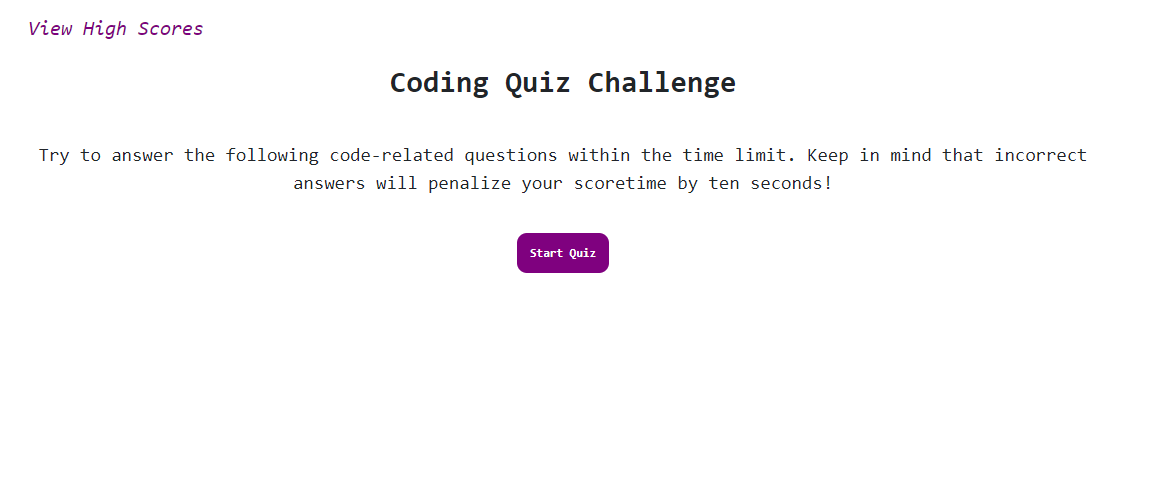 View High Scores
Coding Quiz Challenge
Try to answer the following code-related questions within the time limit. Keep in mind that incorrect
answers will penalize your scoretime by ten seconds!
Start Quiz